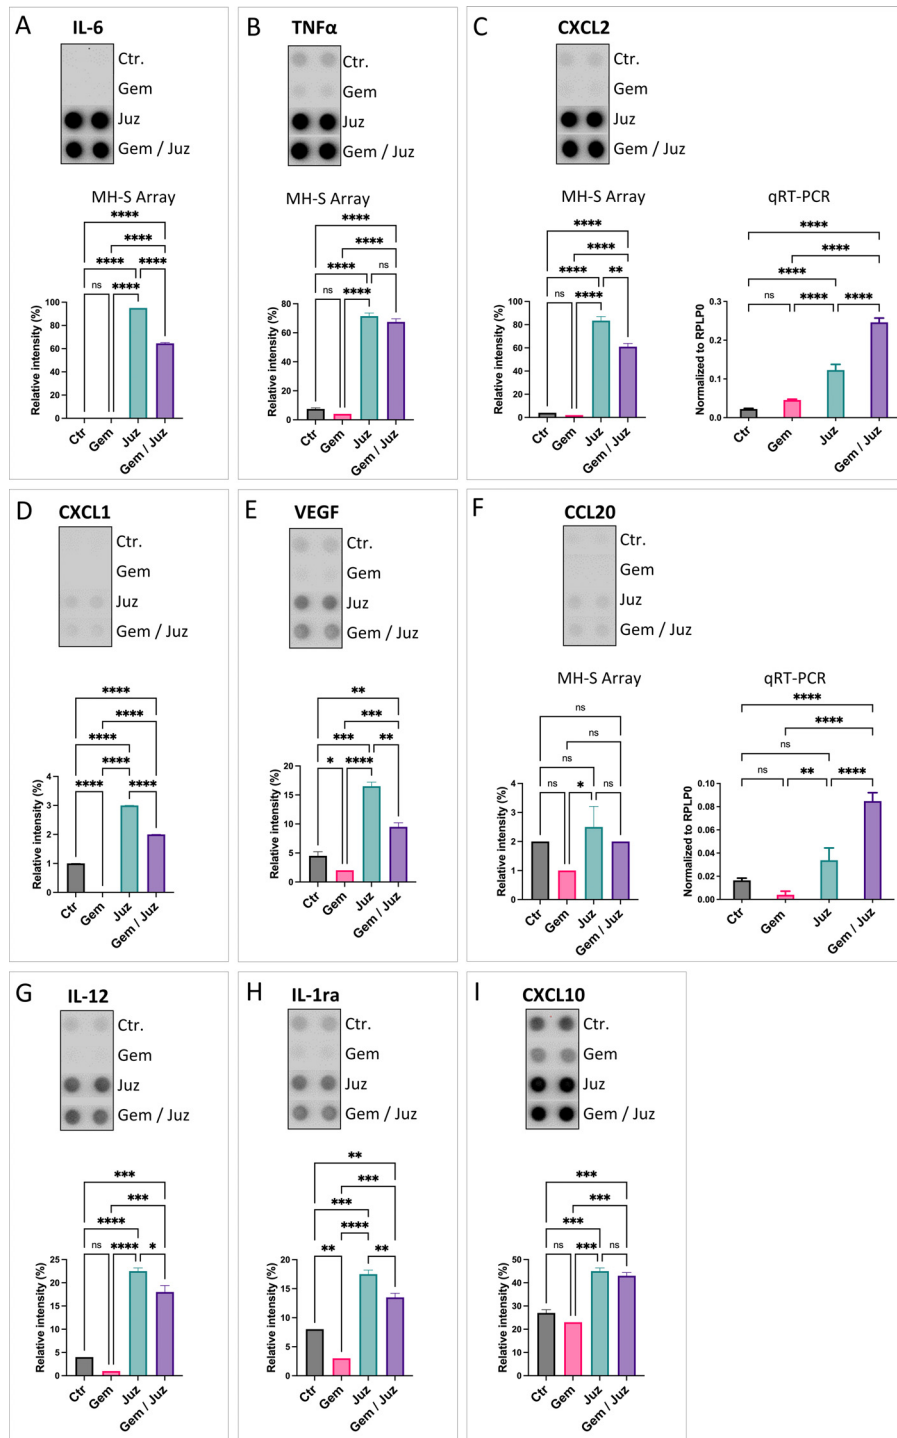 A IL-6
Ctr.
Gem
Juz
Gem / Juz
MH-S Array
****
****
**** ****
ns ****
Relative intensity (%)
100
80
60
40
20
0
Ctr
Gem
Juz
Gem / Juz
B TNFα
Ctr.
Gem
Juz
Gem / Juz
MH-S Array
****
****
**** ns
ns ****
Relative intensity (%)
80
60
40
20
0
Ctr
Gem
Juz
Gem / Juz
C CXCL2
Ctr.
Gem
Juz
Gem / Juz
MH-S Array
****
****
**** **
ns ****
Relative intensity (%)
100
80
60
40
20
0
Ctr
Gem
Juz
Gem / Juz
qRT-PCR
****
****
****
ns **** ****
Normalized to RPLP0
0.3
0.2
0.1
0.0
Ctr
Gem
Juz
Gem / Juz
D CXCL1
Ctr.
Gem
Juz
Gem / Juz
****
****
****
****
**** ****
Relative intensity (%)
4
3
2
1
0
Ctr
Gem
Juz
Gem / Juz
E VEGF
Ctr.
Gem
Juz
Gem / Juz
**
***
*** **
* ****
Relative intensity (%)
20
15
10
5
0
Ctr
Gem
Juz
Gem / Juz
F CCL20
Ctr.
Gem
Juz
Gem / Juz
MH-S Array
ns
ns
ns
ns * ns
Relative intensity (%)
4
3
2
1
0
Ctr
Gem
Juz
Gem / Juz
qRT-PCR
****
****
ns
ns ** ****
Normalized to RPLP0
0.10
0.08
0.06
0.04
0.02
0.00
Ctr
Gem
Juz
Gem / Juz
G IL-12
Ctr.
Gem
Juz
Gem / Juz
***
***
****
ns **** *
Relative intensity (%)
25
20
15
10
5
0
Ctr
Gem
Juz
Gem / Juz
H IL-1ra
Ctr.
Gem
Juz
Gem / Juz
**
***
***
****
** **
Relative intensity (%)
20
15
10
5
0
Ctr
Gem
Juz
Gem / Juz
I CXCL10
Ctr.
Gem
Juz
Gem / Juz
***
***
***
ns *** ns
Relative intensity (%)
50
40
30
20
10
0
Ctr
Gem
Juz
Gem / Juz